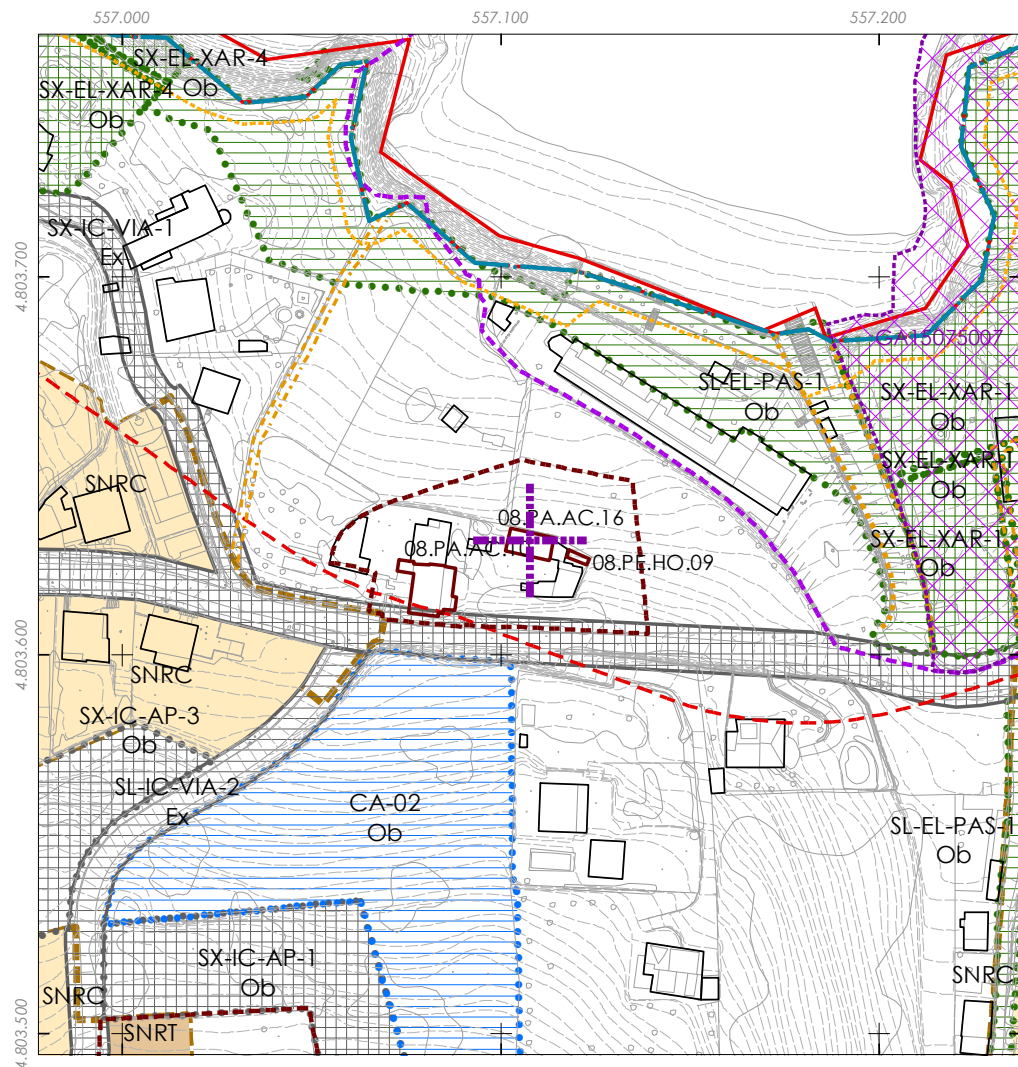 557.000
557.100
557.200
SX-EL-XAR-4
Ob
SX-EL-XAR-4
Ob
SX-IC-VIA-1
Ex
4.803.700
SL-EL-PAS-1
Ob
SX-EL-XAR-1
Ob
SX-EL-XAR-1
Ob
SX-EL-XAR-1
Ob
SNRC
08.PA.AC.16
08.PA.AC.
08.PE.HO.09
4.803.600
SNRC
SX-IC-AP-3
Ob
SL-IC-VIA-2
Ex
CA-02
Ob
SL-EL-PAS-1
Ob
SX-IC-AP-1
Ob
SNRC
SNRC
SNRT
4.803.500